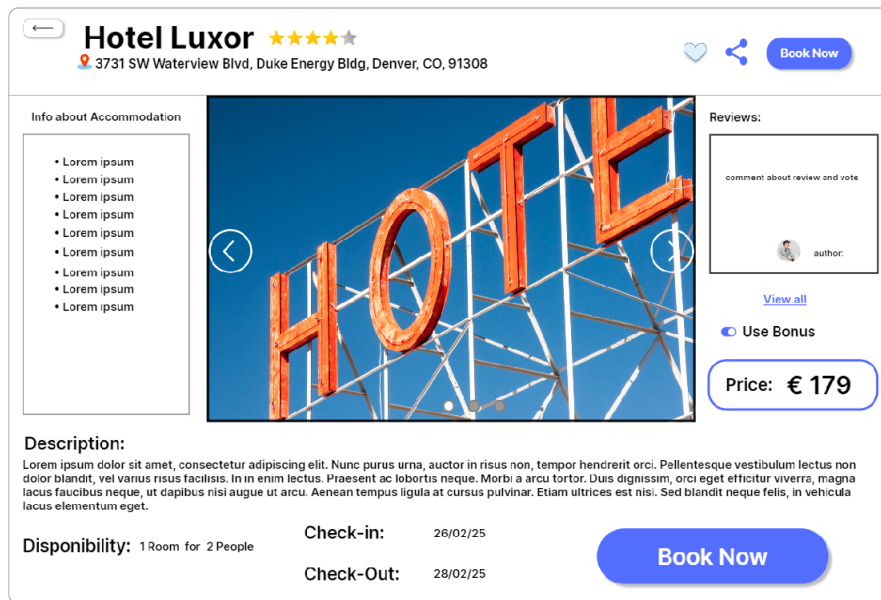 Hotel Luxor
3731 SW Waterview Blvd, Duke Energy Bldg, Denver, CO, 91308
Book Now
Info about Accommodation
• Lorem ipsum
• Lorem ipsum
• Lorem ipsum
• Lorem ipsum
• Lorem ipsum
• Lorem ipsum
• Lorem ipsum
• Lorem ipsum
• Lorem ipsum
HOTE
Reviews:
comment about review and vote
author:
View all
Use Bonus
Price: € 179
Description:
Lorem ipsum dolor sit amet, consectetur adipiscing elit. Nunc purus urna, auctor in risus non, tempor hendrerit orci. Pellentesque vestibulum lectus non
dolor blandit, vel varius risus facilisis. In in enim lectus. Praesent ac lobortis neque. Morbi a arcu tortor. Duis dignissim, orci eget efficitur viverra, magna
lacus faucibus neque, ut dapibus nisi augue ut arcu. Aenean tempus ligula at cursus pulvinar. Etiam ultrices est nisi. Sed blandit neque felis, in vehicula
lacus elementum eget.
Disponibility: 1 Room for 2 People
Check-in: 26/02/25
Check-Out: 28/02/25
Book Now